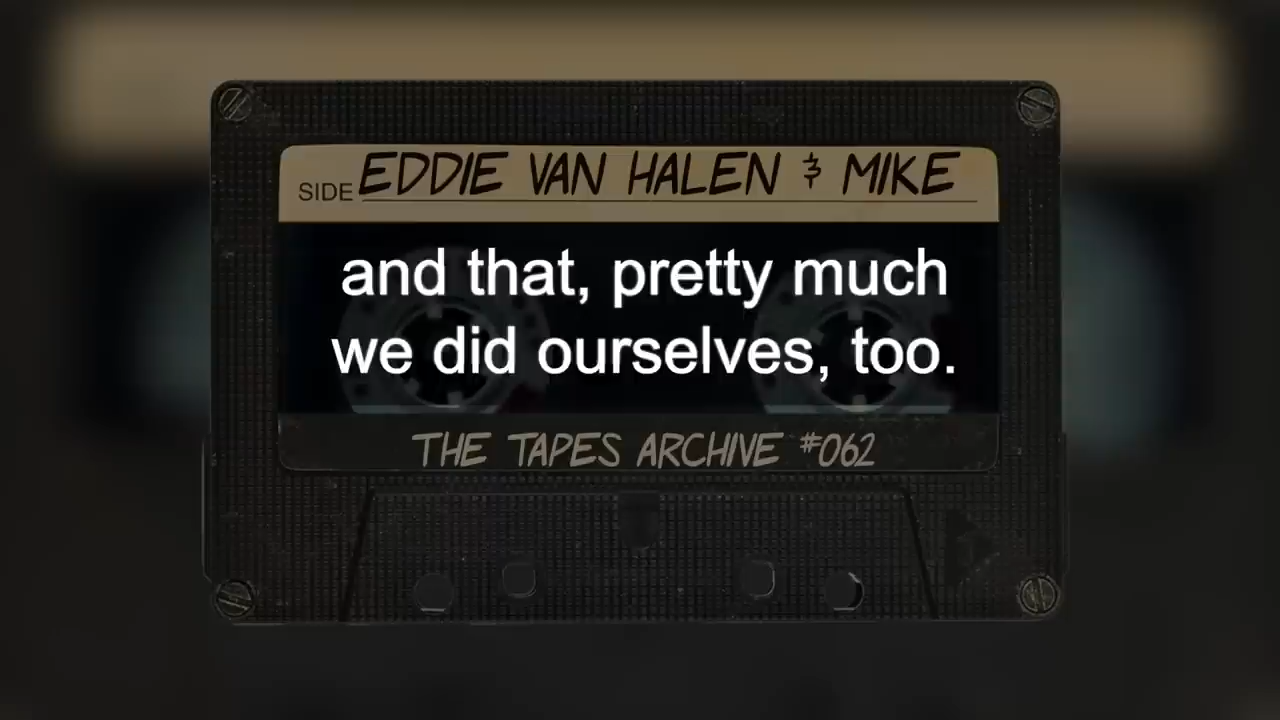 EDDIE VAN HALEN & MIKE
SIDE
and that, pretty much
we did ourselves, too.
THE TAPES ARCHIVE #062